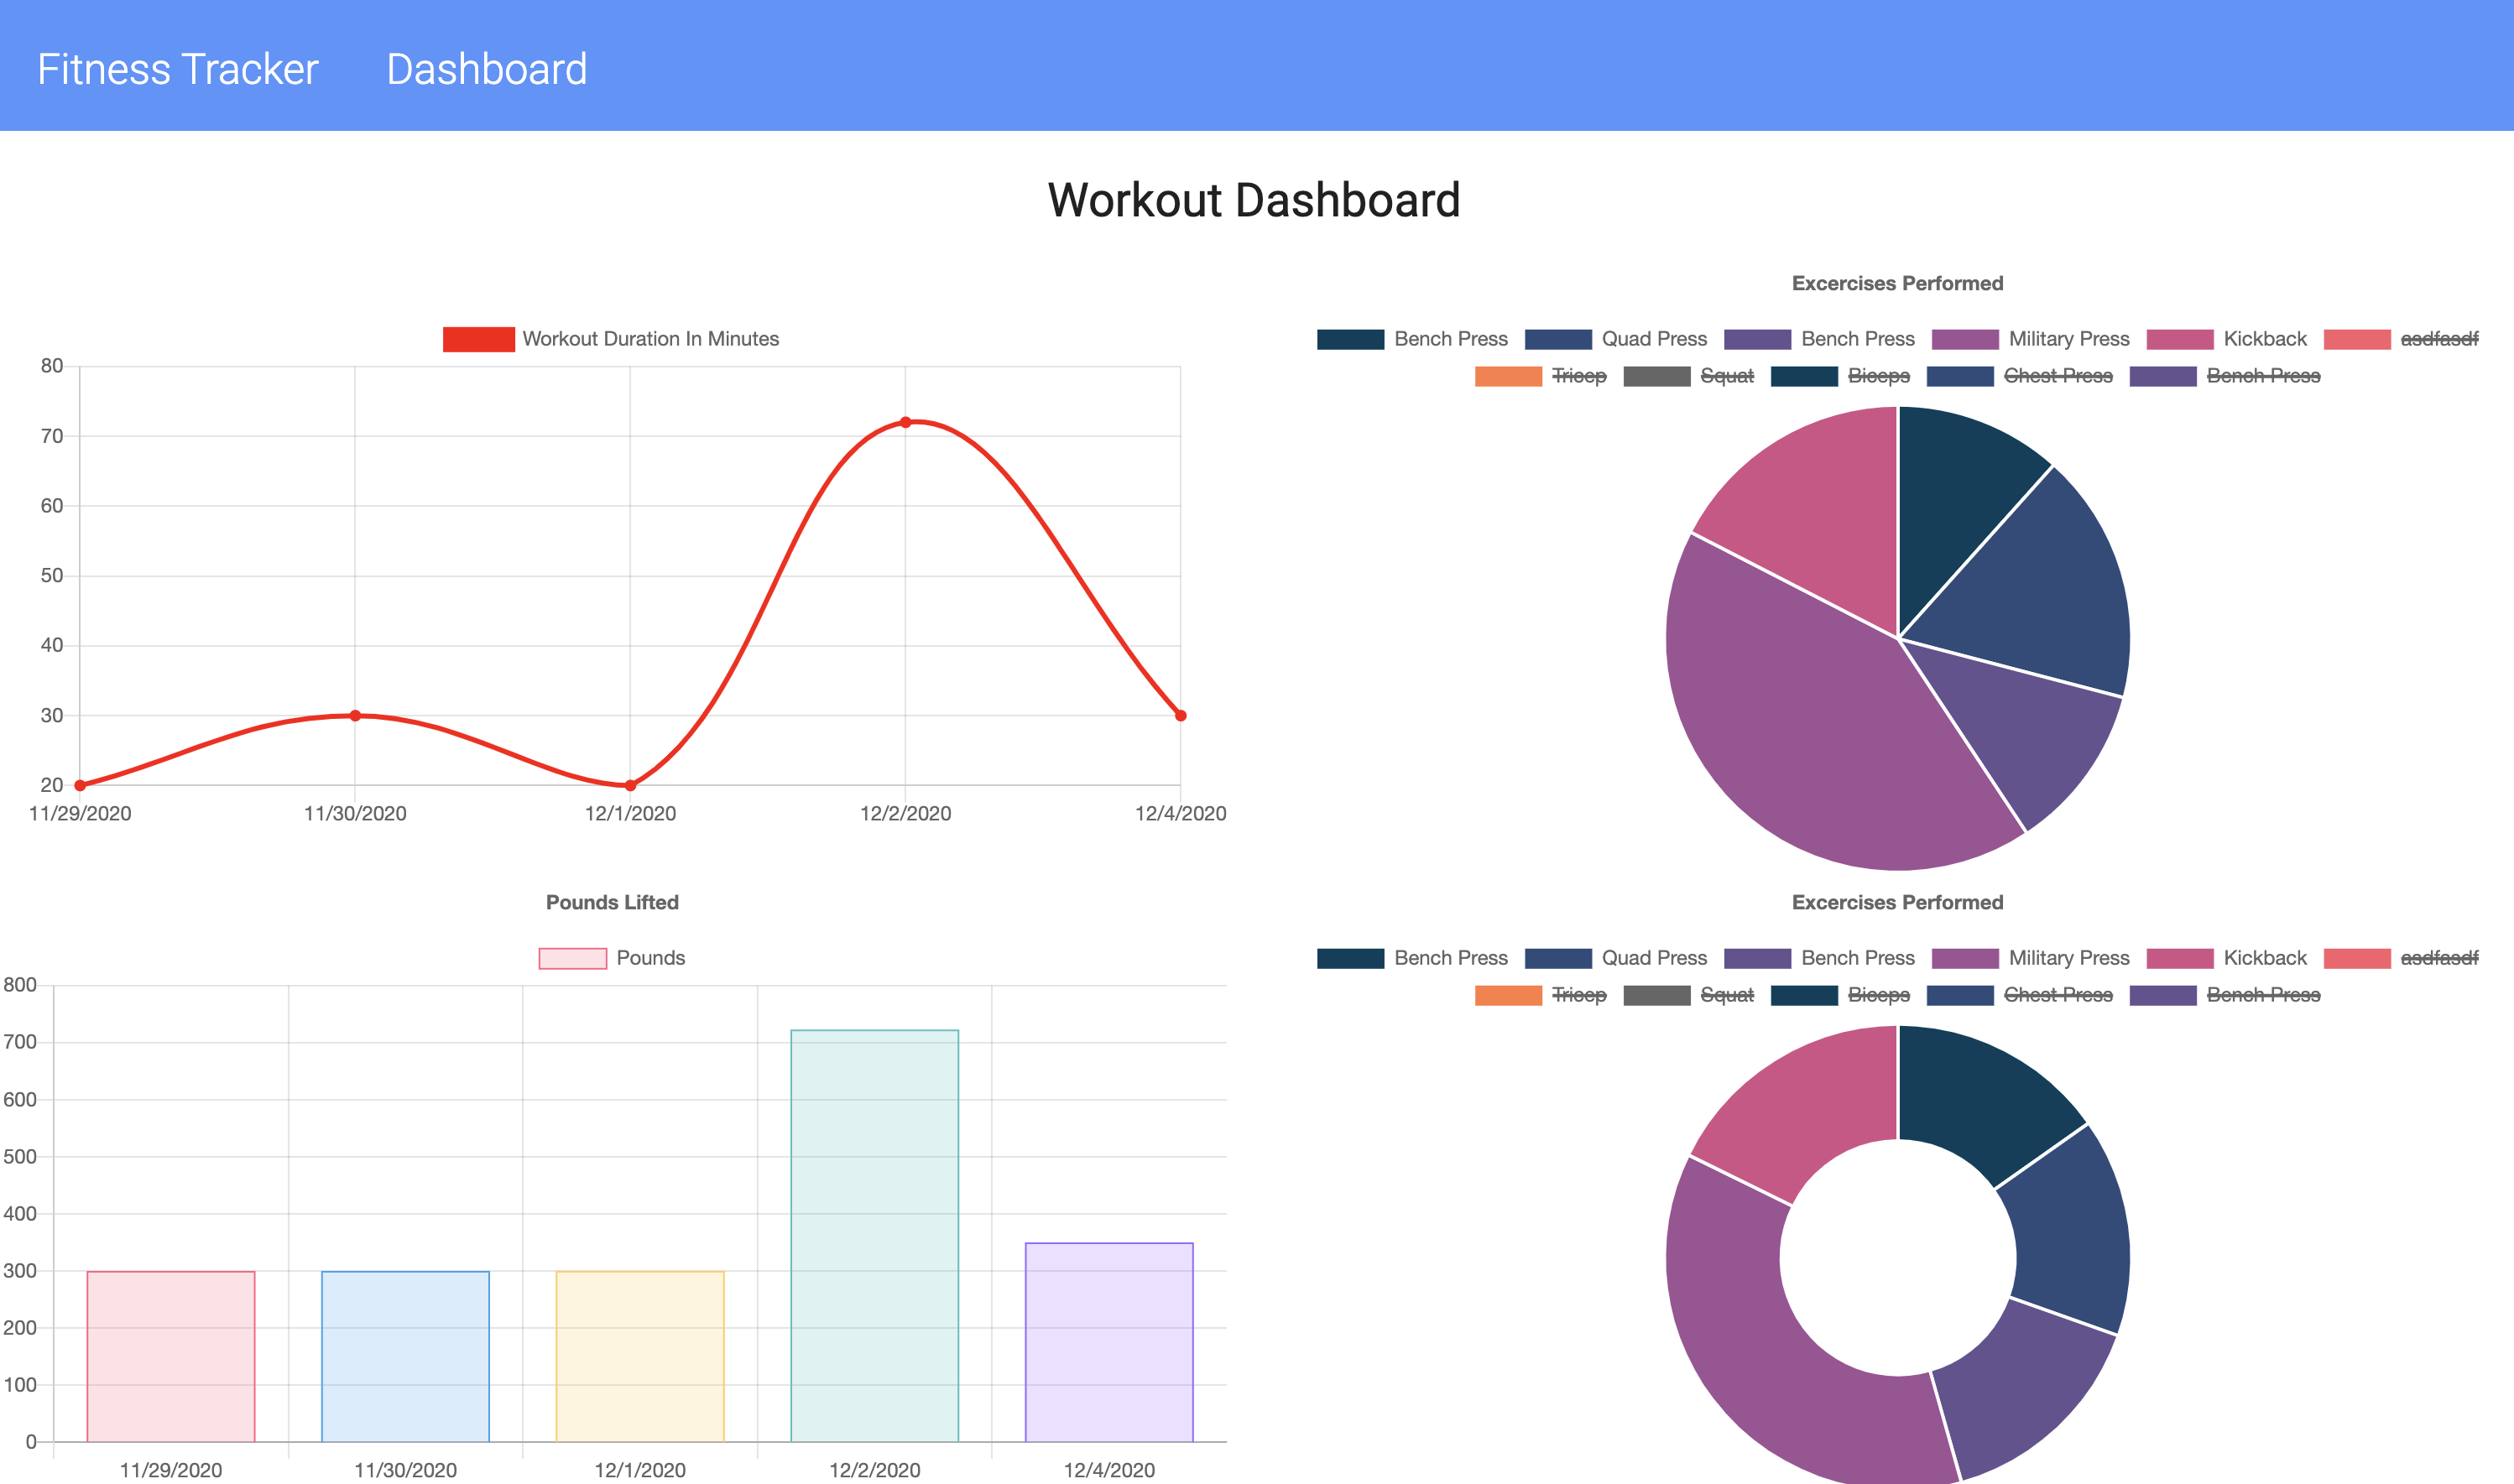 Fitness Tracker Dashboard
Workout Dashboard
Workout Duration In Minutes
80
70
60
50
40
30
20
11/29/2020 11/30/2020 12/1/2020 12/2/2020 12/4/2020
Excercises Performed
Bench Press Quad Press Bench Press Military Press Kickback asdfasdf
Tricep Squat Biceps Chest Press Bench Press
Pounds Lifted
Pounds
800
700
600
500
400
300
200
100
0
11/29/2020 11/30/2020 12/1/2020 12/2/2020 12/4/2020
Excercises Performed
Bench Press Quad Press Bench Press Military Press Kickback asdfasdf
Tricep Squat Biceps Chest Press Bench Press